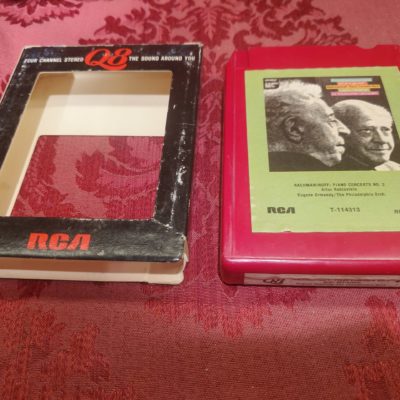 FOUR CHANNEL STEREO Q8 THE SOUND AROUND YOU
RCA
RACHMANINOFF: PIANO CONCERTO NO. 2
Artur Rubinstein
Eugene Ormandy/The Philadelphia Orch.
RCA T-114313
Q8